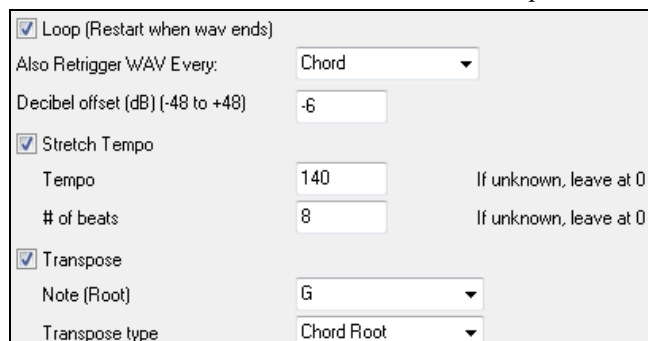 Loop (Restart when wav ends)
Also Retrigger WAV Every: Chord
Decibel offset (dB) (-48 to +48) -6
Stretch Tempo
Tempo 140 If unknown, leave at 0
# of beats 8 If unknown, leave at 0
Transpose
Note (Root) G
Transpose type Chord Root